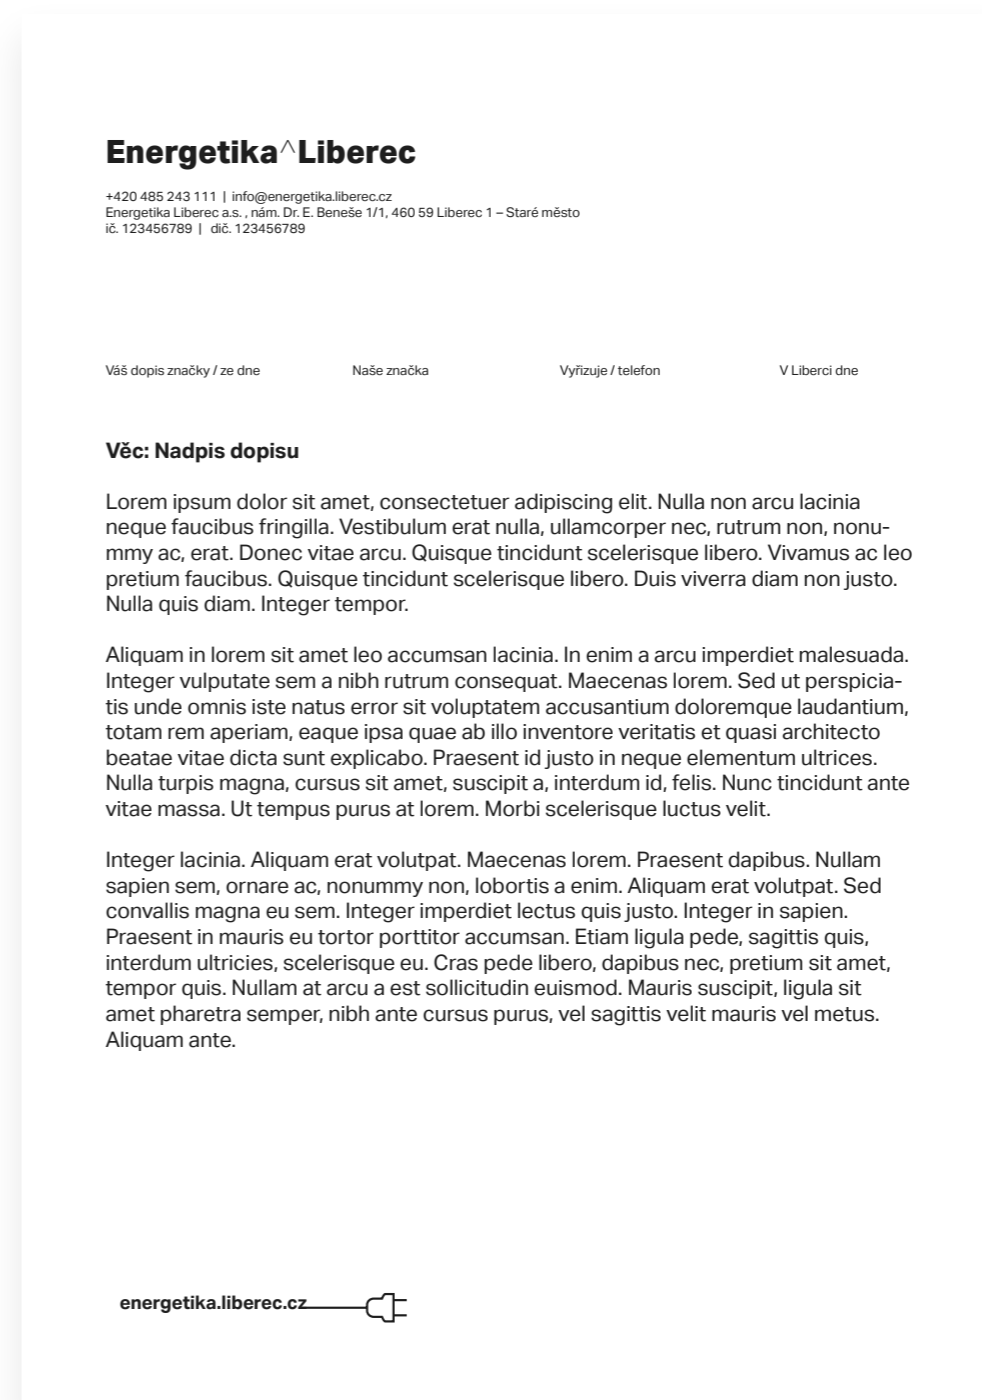 Energetika^Liberec
+420 485 243 111 | info@energetika.liberec.cz
Energetika Liberec a.s. , nám. Dr. E. Beneše 1/1, 460 59 Liberec 1 – Staré město
ič. 123456789 | dič. 123456789
Váš dopis značky / ze dne Naše značka Vyřizuje / telefon V Liberci dne
Věc: Nadpis dopisu
Lorem ipsum dolor sit amet, consectetuer adipiscing elit. Nulla non arcu lacinia
neque faucibus fringilla. Vestibulum erat nulla, ullamcorper nec, rutrum non, nonu-
mmy ac, erat. Donec vitae arcu. Quisque tincidunt scelerisque libero. Vivamus ac leo
pretium faucibus. Quisque tincidunt scelerisque libero. Duis viverra diam non justo.
Nulla quis diam. Integer tempor.
Aliquam in lorem sit amet leo accumsan lacinia. In enim a arcu imperdiet malesuada.
Integer vulputate sem a nibh rutrum consequat. Maecenas lorem. Sed ut perspicia-
tis unde omnis iste natus error sit voluptatem accusantium doloremque laudantium,
totam rem aperiam, eaque ipsa quae ab illo inventore veritatis et quasi architecto
beatae vitae dicta sunt explicabo. Praesent id justo in neque elementum ultrices.
Nulla turpis magna, cursus sit amet, suscipit a, interdum id, felis. Nunc tincidunt ante
vitae massa. Ut tempus purus at lorem. Morbi scelerisque luctus velit.
Integer lacinia. Aliquam erat volutpat. Maecenas lorem. Praesent dapibus. Nullam
sapien sem, ornare ac, nonummy non, lobortis a enim. Aliquam erat volutpat. Sed
convallis magna eu sem. Integer imperdiet lectus quis justo. Integer in sapien.
Praesent in mauris eu tortor porttitor accumsan. Etiam ligula pede, sagittis quis,
interdum ultricies, scelerisque eu. Cras pede libero, dapibus nec, pretium sit amet,
tempor quis. Nullam at arcu a est sollicitudin euismod. Mauris suscipit, ligula sit
amet pharetra semper, nibh ante cursus purus, vel sagittis velit mauris vel metus.
Aliquam ante.
energetika.liberec.cz